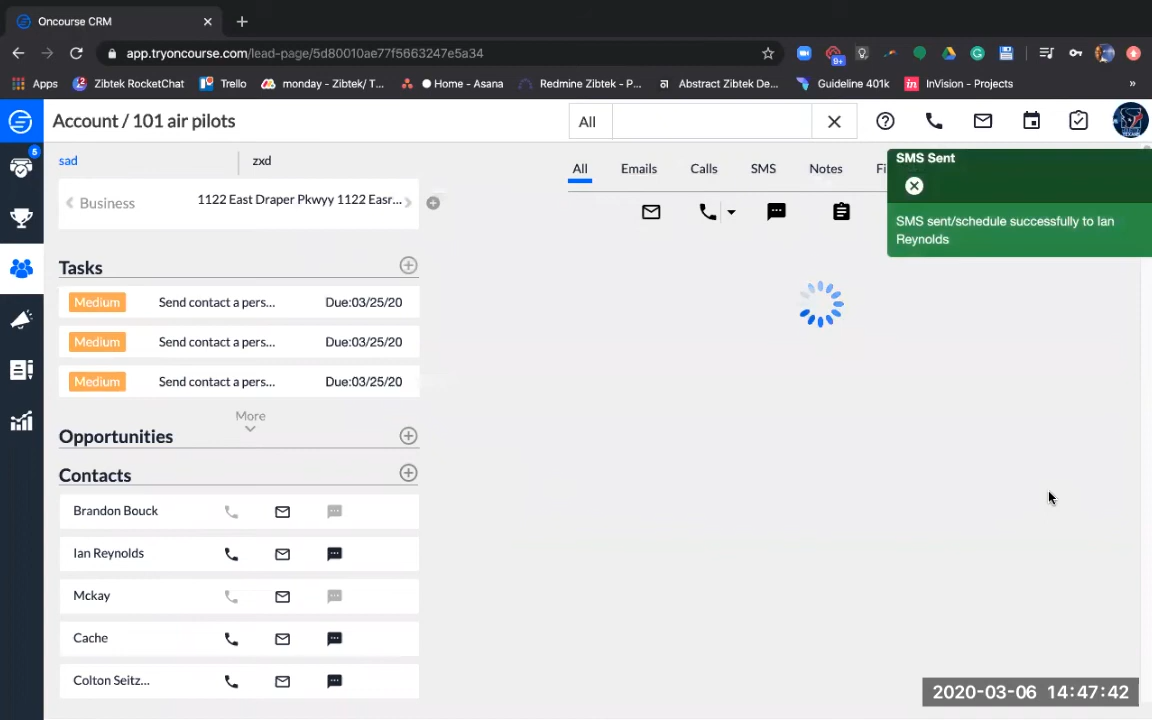 Oncourse CRM
app.tryoncourse.com/lead-page/5d80010ae77f5663247e5a34
9+
Apps
Zibtek RocketChat
Trello
monday - Zibtek/ T...
Home - Asana
Redmine Zibtek - P...
Abstract Zibtek De...
Guideline 401k
InVision - Projects
»
Account / 101 air pilots
All
5
sad
zxd
All
Emails
Calls
SMS
Notes
Fi
SMS Sent
SMS sent/schedule successfully to Ian
Reynolds
Business
1122 East Draper Pkwyy 1122 Easr...
Tasks
Medium
Send contact a pers...
Due:03/25/20
Medium
Send contact a pers...
Due:03/25/20
Medium
Send contact a pers...
Due:03/25/20
More
Opportunities
Contacts
Brandon Bouck
Ian Reynolds
Mckay
Cache
Colton Seitz...
2020-03-06 14:47:42